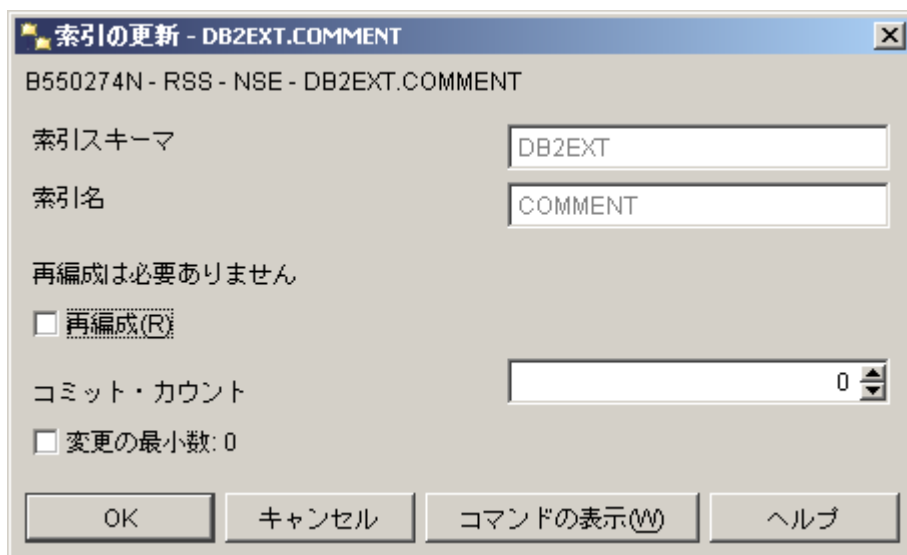 索引の更新 - DB2EXT.COMMENT
B550274N - RSS - NSE - DB2EXT.COMMENT
索引スキーマ DB2EXT
索引名 COMMENT
再編成は必要ありません
再編成(R)
コミット・カウント 0
変更の最小数: 0
OK キャンセル コマンドの表示(W) ヘルプ